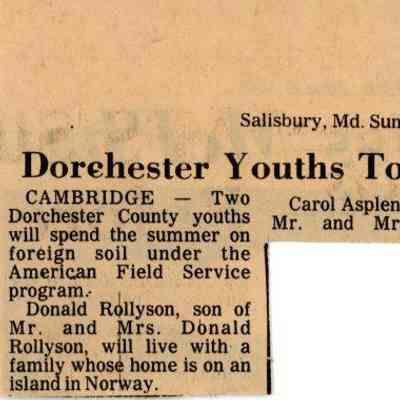 Salisbury, Md. Sun
Dorchester Youths To
CAMBRIDGE — Two
Dorchester County youths
will spend the summer on
foreign soil under the
American Field Service
program.
Donald Rollyson, son of
Mr. and Mrs. Donald
Rollyson, will live with a
family whose home is on an
island in Norway.
Carol Asplen
Mr. and Mr